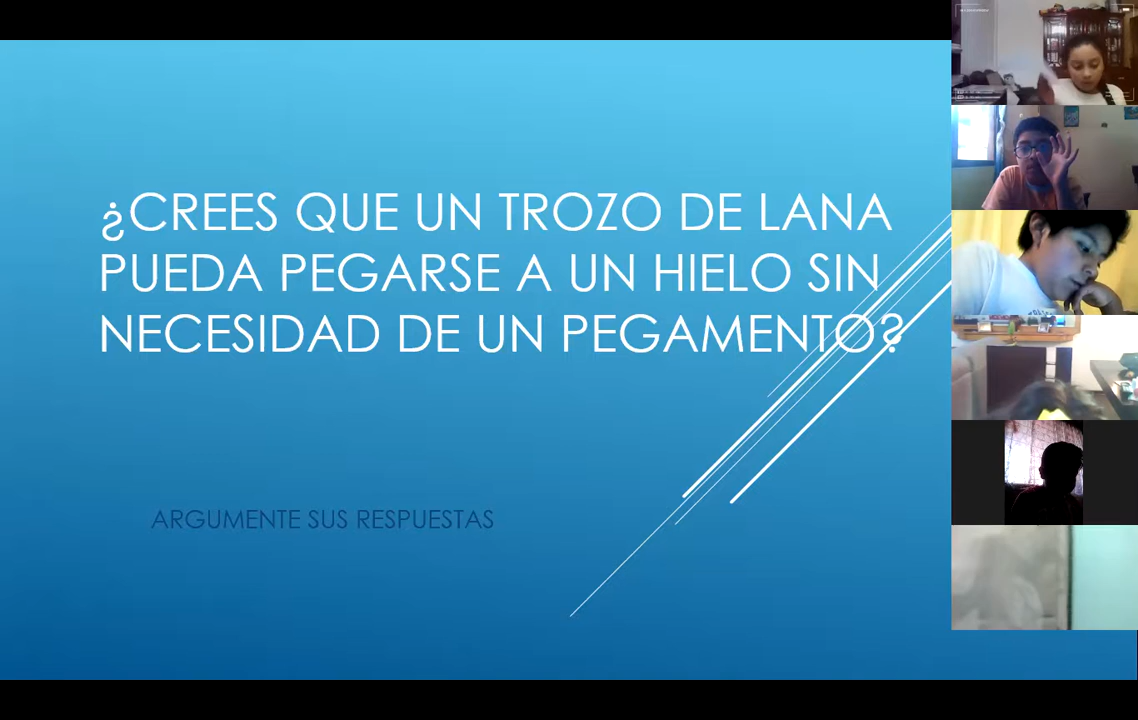 ¿CREES QUE UN TROZO DE LANA
PUEDA PEGARSE A UN HIELO SIN
NECESIDAD DE UN PEGAMENTO?
ARGUMENTE SUS RESPUESTAS